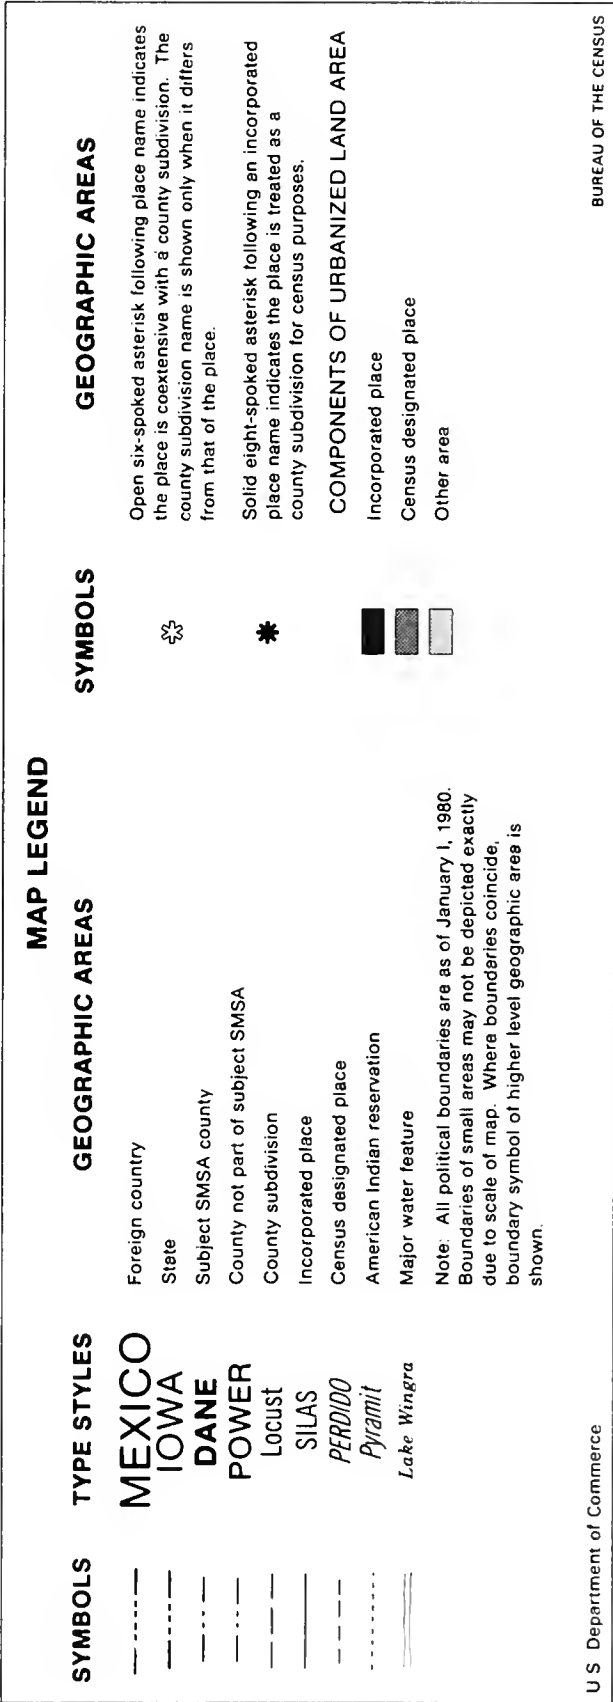 MAP LEGEND
SYMBOLS TYPE STYLES GEOGRAPHIC AREAS
MEXICO Foreign country
IOWA State
DANE Subject SMSA county
POWER County not part of subject SMSA
Locust County subdivision
SILAS Incorporated place
PERDIDO Census designated place
Pyramit American Indian reservation
Lake Wingra Major water feature
Note: All political boundaries are as of January 1, 1980.
Boundaries of small areas may not be depicted exactly
due to scale of map. Where boundaries coincide,
boundary symbol of higher level geographic area is
shown.
SYMBOLS GEOGRAPHIC AREAS
Open six-spoked asterisk following place name indicates
the place is coextensive with a county subdivision. The
county subdivision name is shown only when it differs
from that of the place.
Solid eight-spoked asterisk following an incorporated
place name indicates the place is treated as a
county subdivision for census purposes.
COMPONENTS OF URBANIZED LAND AREA
Incorporated place
Census designated place
Other area
U S Department of Commerce
BUREAU OF THE CENSUS